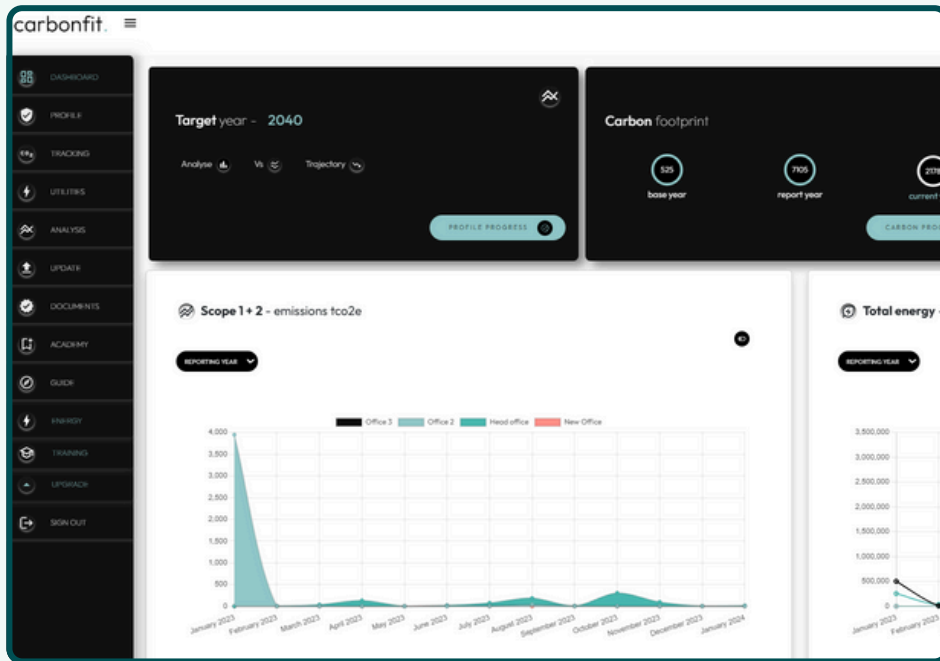 carbonfit.
DASHBOARD
PROFILE
TRACKING
UTILITIES
ANALYSIS
UPDATE
DOCUMENTS
ACADEMY
GUIDE
ENERGY
TRAINING
UPGRADE
SIGN OUT
Target year - 2040
Analyse Vs Trajectory
PROFILE PROGRESS
Carbon footprint
525 7105
base year report year current
CARBON
Scope 1 + 2 - emissions tco2e
REPORTING YEAR
Office 3 Office 2 Head office New Office
4,000
3,500
3,000
2,500
2,000
1,500
1,000
500
0
January 2023 February 2023 March 2023 April 2023 May 2023 June 2023 July 2023 August 2023 September 2023 October 2023 November 2023 December 2023 January 2024
Total energy -
REPORTING YEAR
3,500,000
3,000,000
2,500,000
2,000,000
1,500,000
1,000,000
500,000
0
January 2023 February 2023